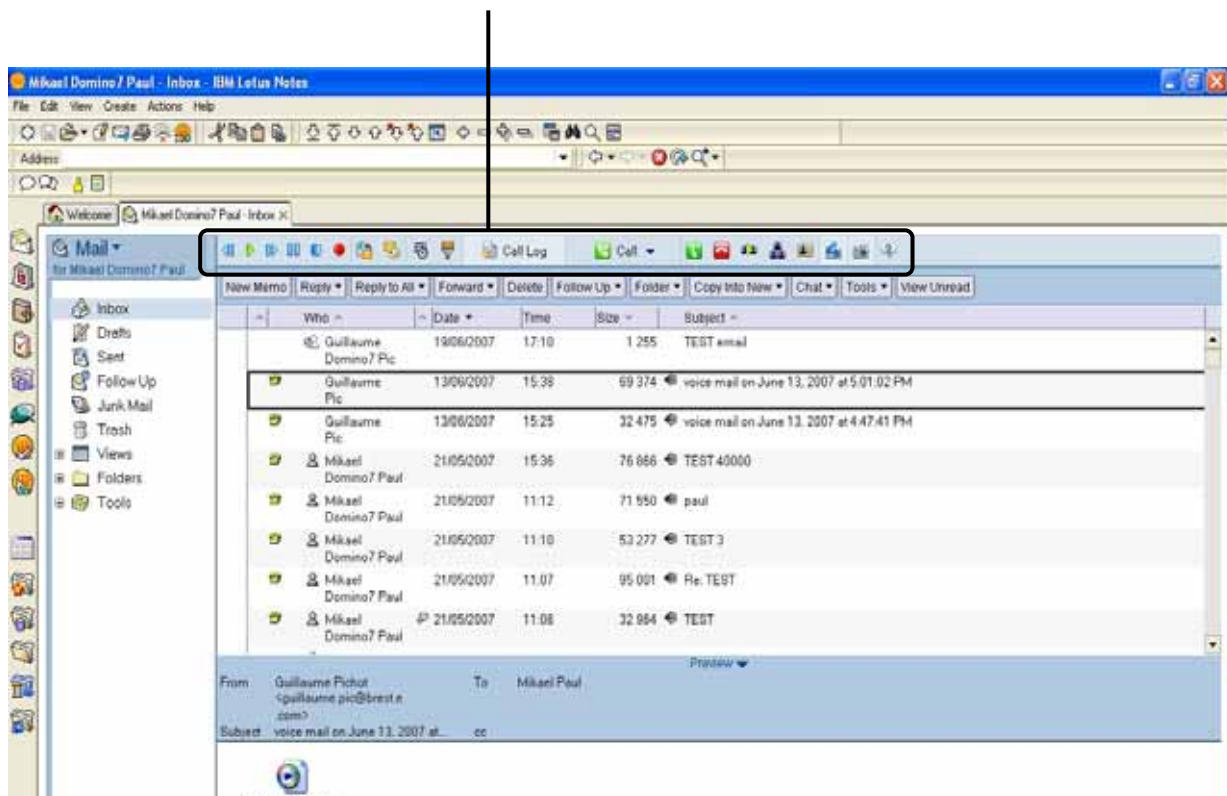 Mikael Domino7 Paul - Inbox - IBM Lotus Notes
File Edit View Create Actions Help
Address
Welcome Mikael Domino7 Paul - Inbox
Mail
for Mikael Domino7 Paul
Call Log Call
New Memo Reply Reply to All Forward Delete Follow Up Folder Copy Into New Chat Tools View Unread
Inbox
Drafts
Sent
Follow Up
Junk Mail
Trash
Views
Folders
Tools
Who Date Time Size Subject
Guillaume Domino7 Pic 19/06/2007 17:10 1 255 TEST email
Guillaume Pic 13/06/2007 15:38 69 374 voice mail on June 13, 2007 at 5:01:02 PM
Guillaume Pic 13/06/2007 15:25 32 475 voice mail on June 13, 2007 at 4:47:41 PM
Mikael Domino7 Paul 21/05/2007 15:36 76 866 TEST 40000
Mikael Domino7 Paul 21/05/2007 11:12 71 550 paul
Mikael Domino7 Paul 21/05/2007 11:10 53 277 TEST 3
Mikael Domino7 Paul 21/05/2007 11:07 95 001 Re: TEST
Mikael Domino7 Paul 21/05/2007 11:06 32 864 TEST
Preview
From Guillaume Pichot To Mikael Paul
<guillaume.pic@brest.e
.com>
Subject voice mail on June 13, 2007 at... cc